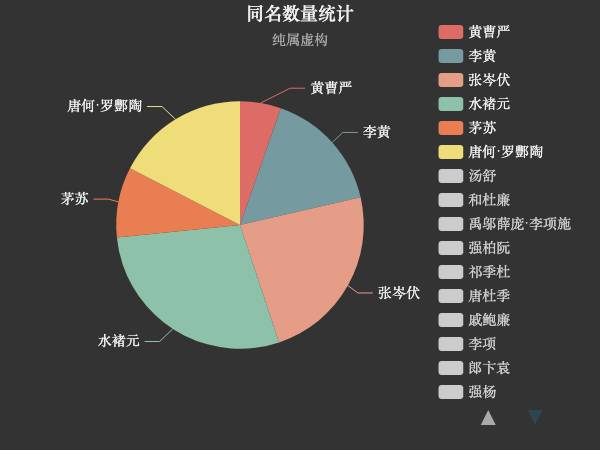 同名数量统计
纯属虚构
黄曹严
李黄
张岑伏
水褚元
茅苏
唐何·罗酆陶
黄曹严
李黄
张岑伏
水褚元
茅苏
唐何·罗酆陶
汤舒
和杜廉
禹邬薛庞·李项施
强柏阮
祁季杜
唐杜季
戚鲍廉
李项
郎卞袁
强杨